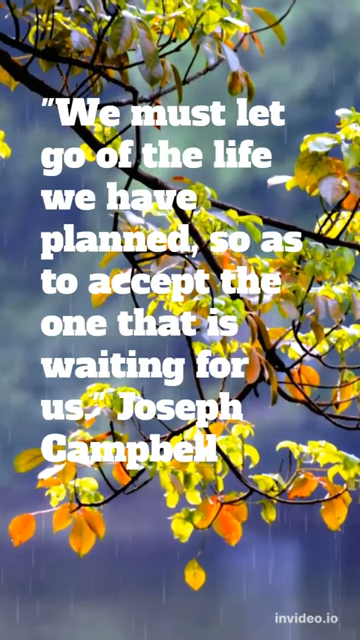 "We must let
go of the life
we have
planned, so as
to accept the
one that is
waiting for
us." Joseph
Campbell
invideo.io